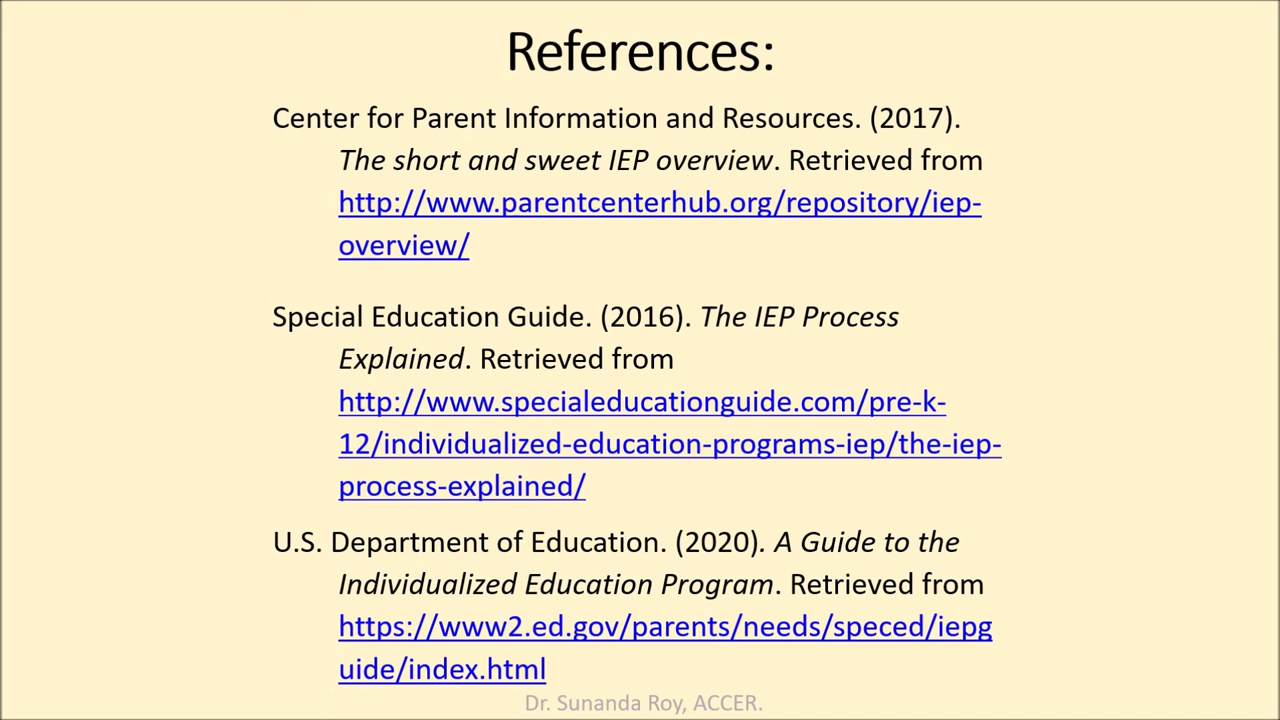 References:
Center for Parent Information and Resources. (2017).
The short and sweet IEP overview. Retrieved from
http://www.parentcenterhub.org/repository/iep-
overview/
Special Education Guide. (2016). The IEP Process
Explained. Retrieved from
http://www.specialeducationguide.com/pre-k-
12/individualized-education-programs-iep/the-iep-
process-explained/
U.S. Department of Education. (2020). A Guide to the
Individualized Education Program. Retrieved from
https://www2.ed.gov/parents/needs/speced/iepg
uide/index.html
Dr. Sunanda Roy, ACCER.